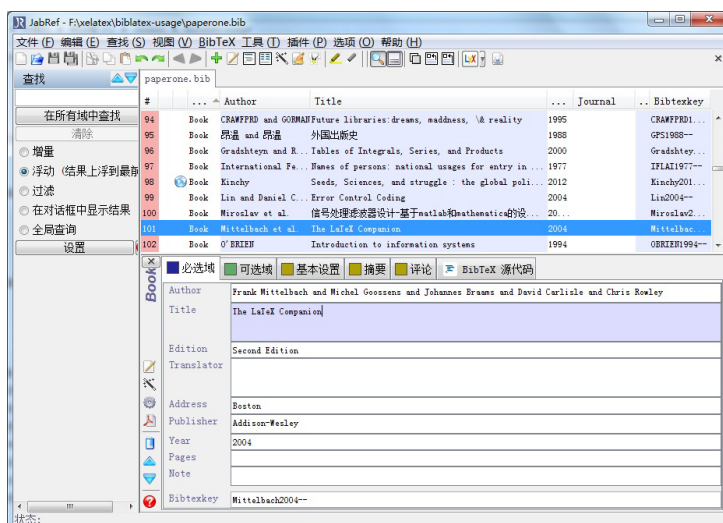 JabRef - F:\xelatex\biblatex-usage\paperone.bib
文件 (F) 编辑 (E) 查找 (S) 视图 (V) BibTeX 工具 (T) 插件 (P) 选项 (O) 帮助 (H)
查找
paperone.bib
# ... Author Title ... Journal .. Bibtexkey
在所有域中查找
清除
增量
浮动 (结果上浮到最前
过滤
在对话框中显示结果
全局查询
设置
94 Book CRAWFPRD and GORMAN Future libraries:dreams, maddness, \& reality 1995 CRAWFPRD1...
95 Book 昂温 and 昂温 外国出版史 1988 GPS1988--
96 Book Gradshteyn and R... Tables of Integrals, Series, and Products 2000 Gradshtey...
97 Book International Fe... Names of persons: national usages for entry in ... 1977 IFLAI1977--
98 Book Kinchy Seeds, Sciences, and struggle : the global poli... 2012 Kinchy201...
99 Book Lin and Daniel C... Error Control Coding 2004 Lin2004--
100 Book Miroslav et al. 信号处理滤波器设计-基于matlab和mathematica的设... 20... Miroslav2...
101 Book Mittelbach et al. The LaTeX Companion 2004 Mittelbac...
102 Book O'BRIEN Introduction to information systems 1994 OBRIEN1994--
Book
必选域 可选域 基本设置 摘要 评论 BibTeX 源代码
Author Frank Mittelbach and Michel Goossens and Johannes Braams and David Carlisle and Chris Rowley
Title The LaTeX Companion
Edition Second Edition
Translator
Address Boston
Publisher Addison-Wesley
Year 2004
Pages
Note
Bibtexkey Mittelbach2004--
状态: